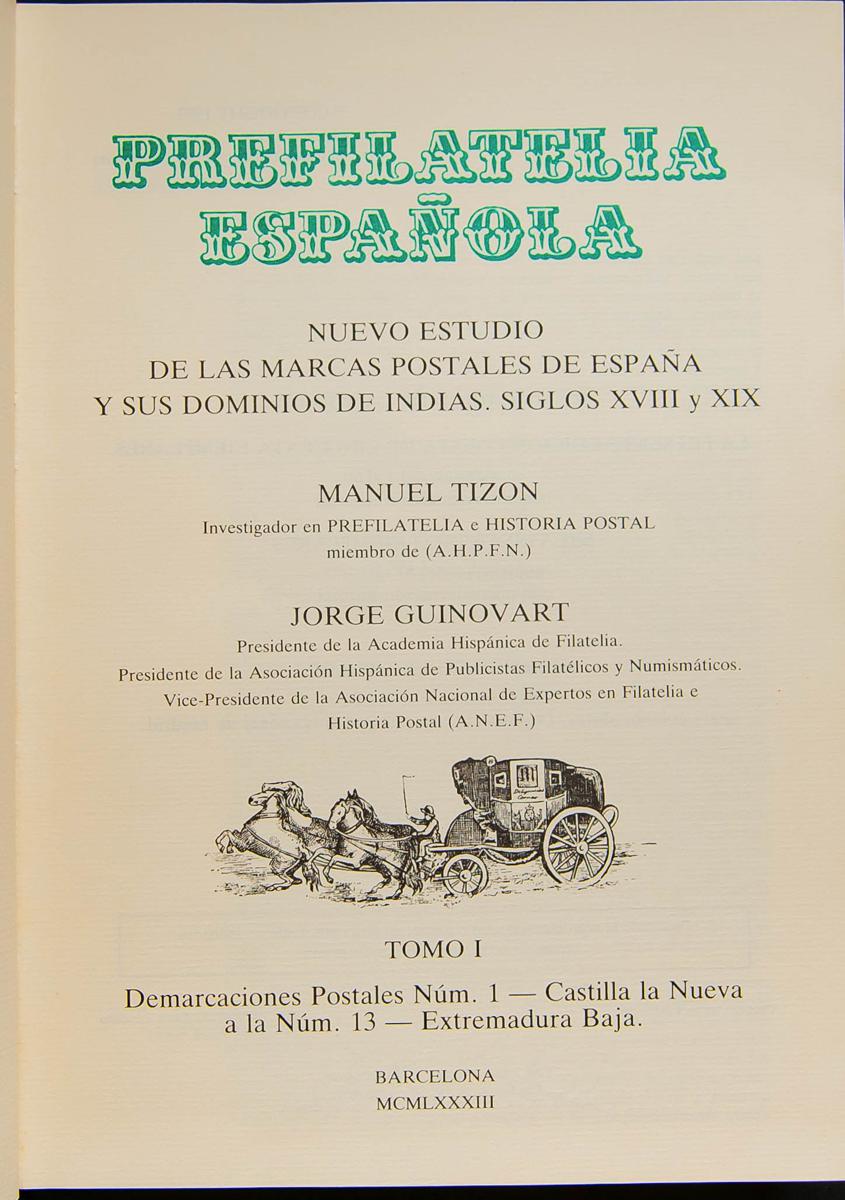 PREFILATELIA
ESPAÑOLA
NUEVO ESTUDIO
DE LAS MARCAS POSTALES DE ESPAÑA
Y SUS DOMINIOS DE INDIAS. SIGLOS XVIII y XIX
MANUEL TIZON
Investigador en PREFILATELIA e HISTORIA POSTAL
miembro de (A.H.P.F.N.)
JORGE GUINOVART
Presidente de la Academia Hispánica de Filatelia.
Presidente de la Asociación Hispánica de Publicistas Filatélicos y Numismáticos.
Vice-Presidente de la Asociación Nacional de Expertos en Filatelia e
Historia Postal (A.N.E.F.)
TOMO I
Demarcaciones Postales Núm. 1 — Castilla la Nueva
a la Núm. 13 — Extremadura Baja.
BARCELONA
MCMLXXXIII